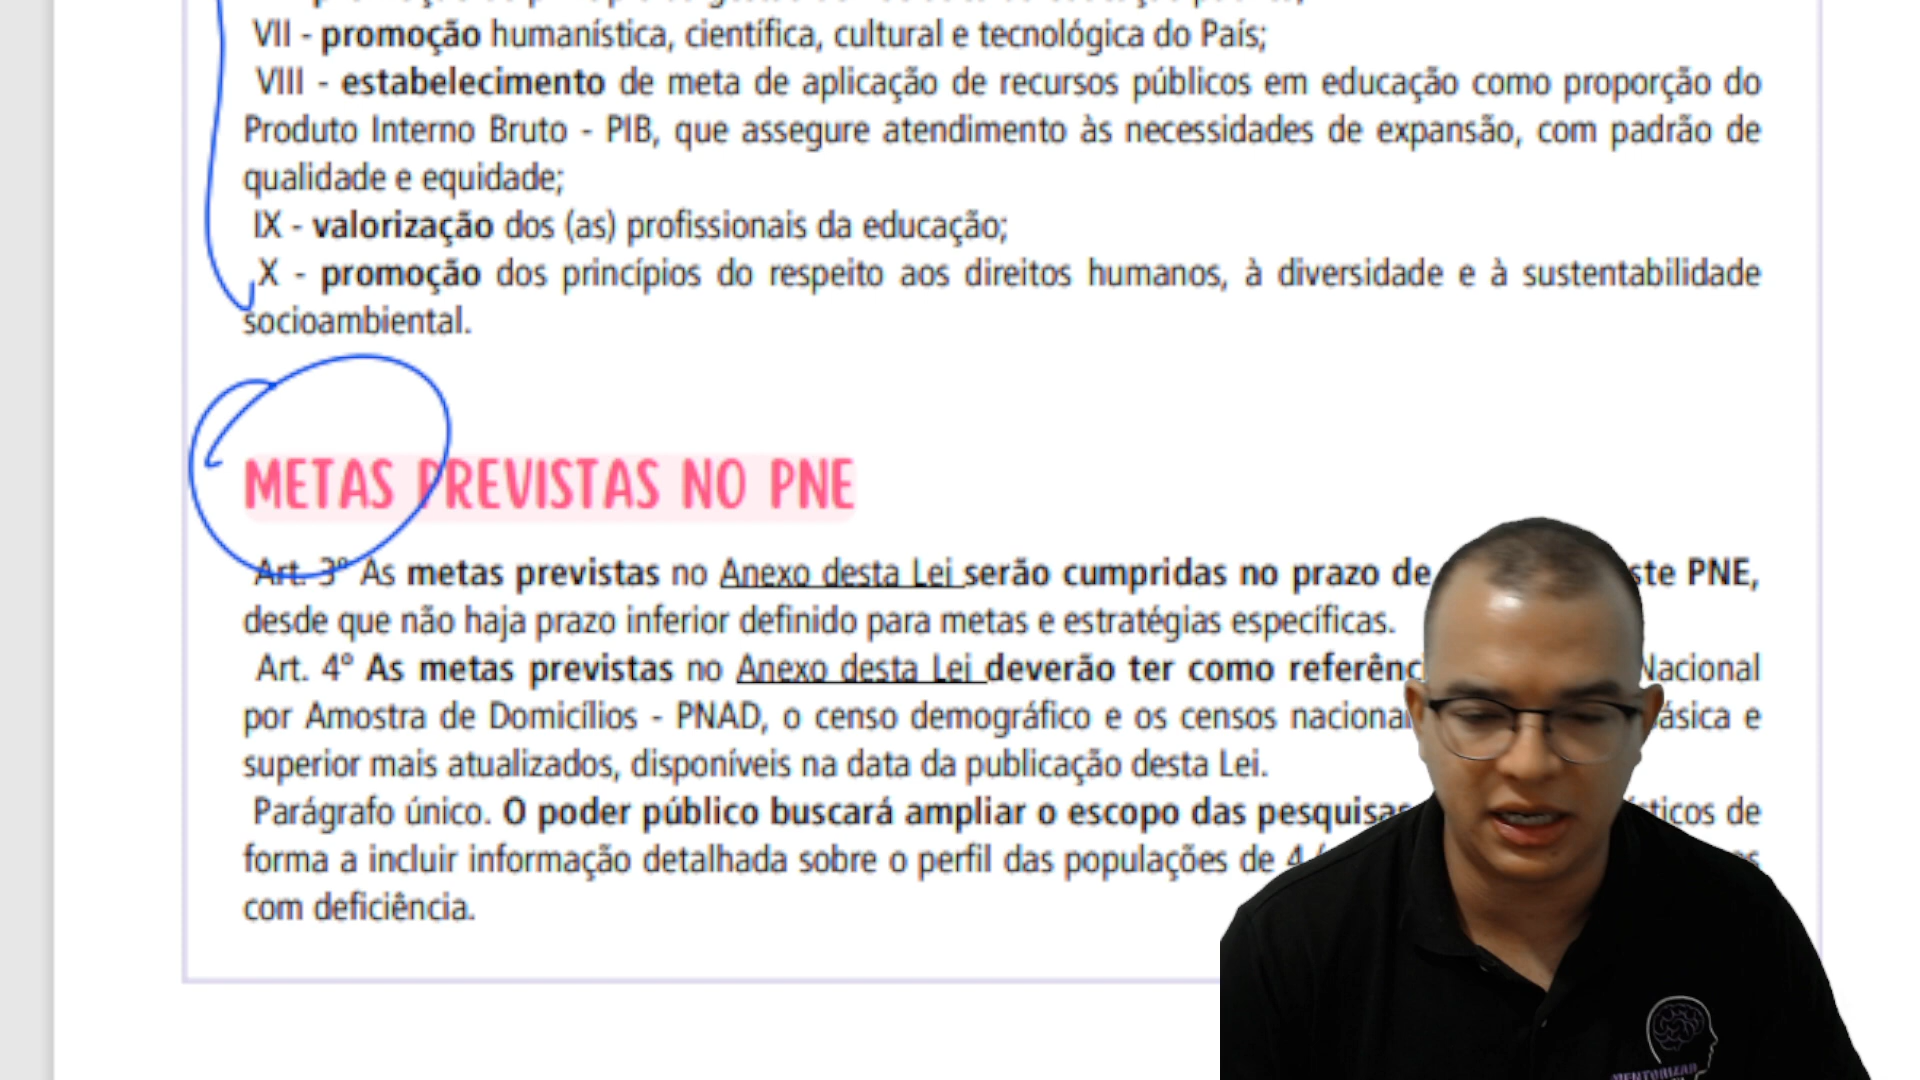 VII - promoção humanística, científica, cultural e tecnológica do País;
VIII - estabelecimento de meta de aplicação de recursos públicos em educação como proporção do
Produto Interno Bruto - PIB, que assegure atendimento às necessidades de expansão, com padrão de
qualidade e equidade;
IX - valorização dos (as) profissionais da educação;
X - promoção dos princípios do respeito aos direitos humanos, à diversidade e à sustentabilidade
socioambiental.
METAS PREVISTAS NO PNE
Art. 3º As metas previstas no Anexo desta Lei serão cumpridas no prazo de PNE,
desde que não haja prazo inferior definido para metas e estratégias específicas.
Art. 4º As metas previstas no Anexo desta Lei deverão ter como Nacional
por Amostra de Domicílios - PNAD, o censo demográfico e os censos e
superior mais atualizados, disponíveis na data da publicação desta Lei.
Parágrafo único. O poder público buscará ampliar o escopo das de
forma a incluir informação detalhada sobre o perfil das populações de 4
com deficiência.